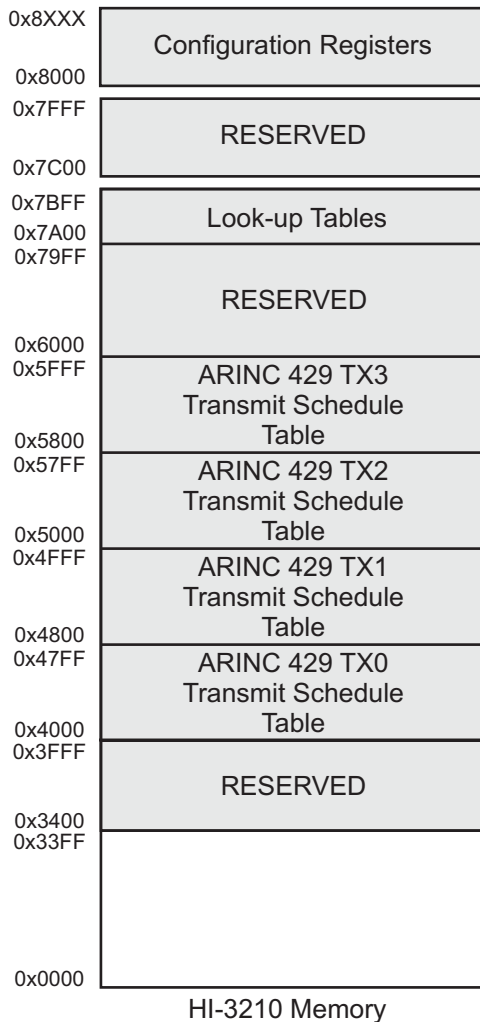 0x8XXX
Configuration Registers
0x8000
0x7FFF
RESERVED
0x7C00
0x7BFF
Look-up Tables
0x7A00
0x79FF
RESERVED
0x6000
0x5FFF
ARINC 429 TX3
Transmit Schedule
Table
0x5800
0x57FF
ARINC 429 TX2
Transmit Schedule
Table
0x5000
0x4FFF
ARINC 429 TX1
Transmit Schedule
Table
0x4800
0x47FF
ARINC 429 TX0
Transmit Schedule
Table
0x4000
0x3FFF
RESERVED
0x3400
0x33FF
0x0000
HI-3210 Memory